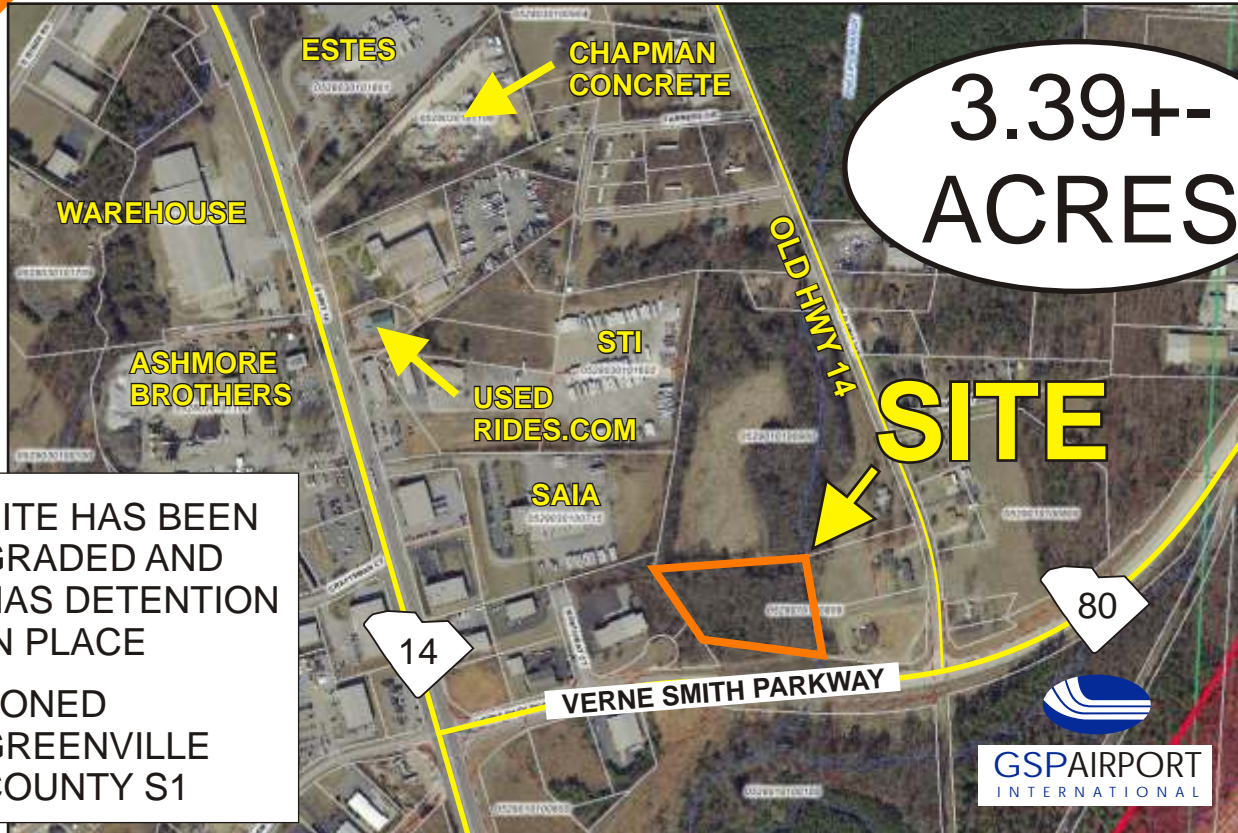 ESTES
CHAPMAN
CONCRETE
3.39+-
ACRES
WAREHOUSE
OLD HWY 14
STI
ASHMORE
BROTHERS
USED
RIDES.COM
SITE
SAIA
ITE HAS BEEN
GRADED AND
HAS DETENTION
N PLACE
ONED
GREENVILLE
COUNTY S1
14
80
VERNE SMITH PARKWAY
GSPAIRPORT
INTERNATIONAL